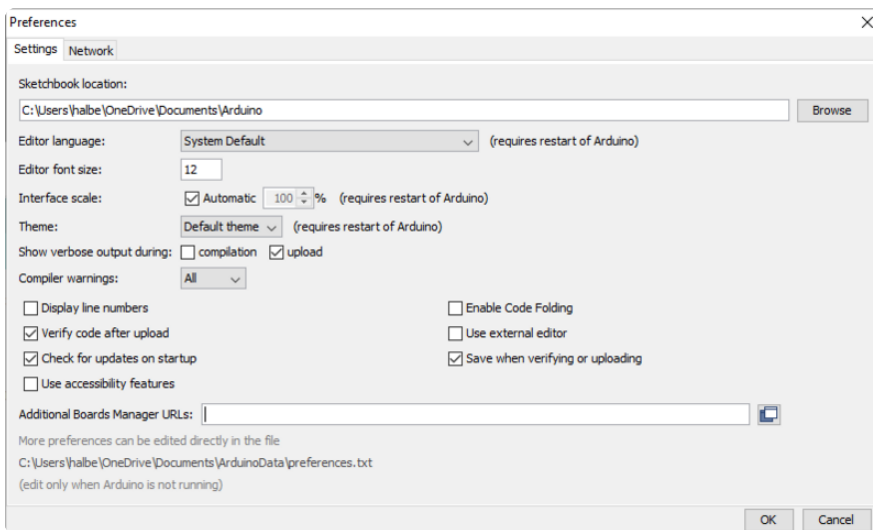 Preferences
Settings Network
Sketchbook location:
C:\Users\halbe\OneDrive\Documents\Arduino Browse
Editor language: System Default (requires restart of Arduino)
Editor font size: 12
Interface scale: Automatic 100 % (requires restart of Arduino)
Theme: Default theme (requires restart of Arduino)
Show verbose output during: compilation upload
Compiler warnings: All
Display line numbers Enable Code Folding
Verify code after upload Use external editor
Check for updates on startup Save when verifying or uploading
Use accessibility features
Additional Boards Manager URLs:
More preferences can be edited directly in the file
C:\Users\halbe\OneDrive\Documents\ArduinoData\preferences.txt
(edit only when Arduino is not running)
OK Cancel